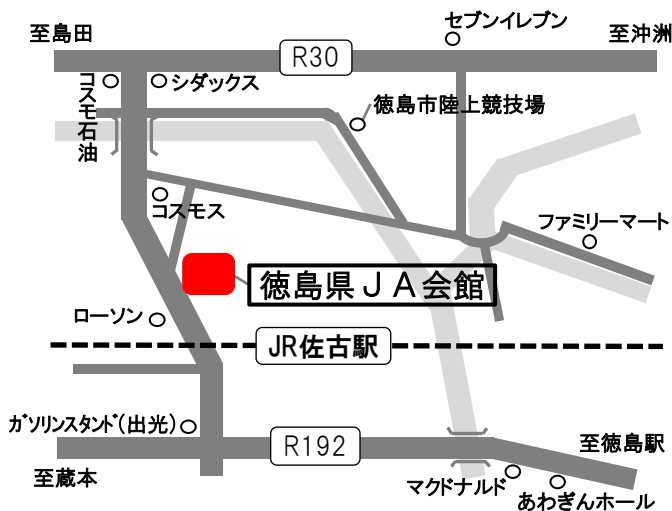 セブンイレブン
至島田
至沖洲
R30
コスモ石油
シダックス
徳島市陸上競技場
コスモス
ファミリーマート
徳島県ＪＡ会館
ローソン
JR佐古駅
ｶﾞｿﾘﾝｽﾀﾝﾄﾞ(出光)
R192
至徳島駅
至蔵本
マクドナルド
あわぎんホール